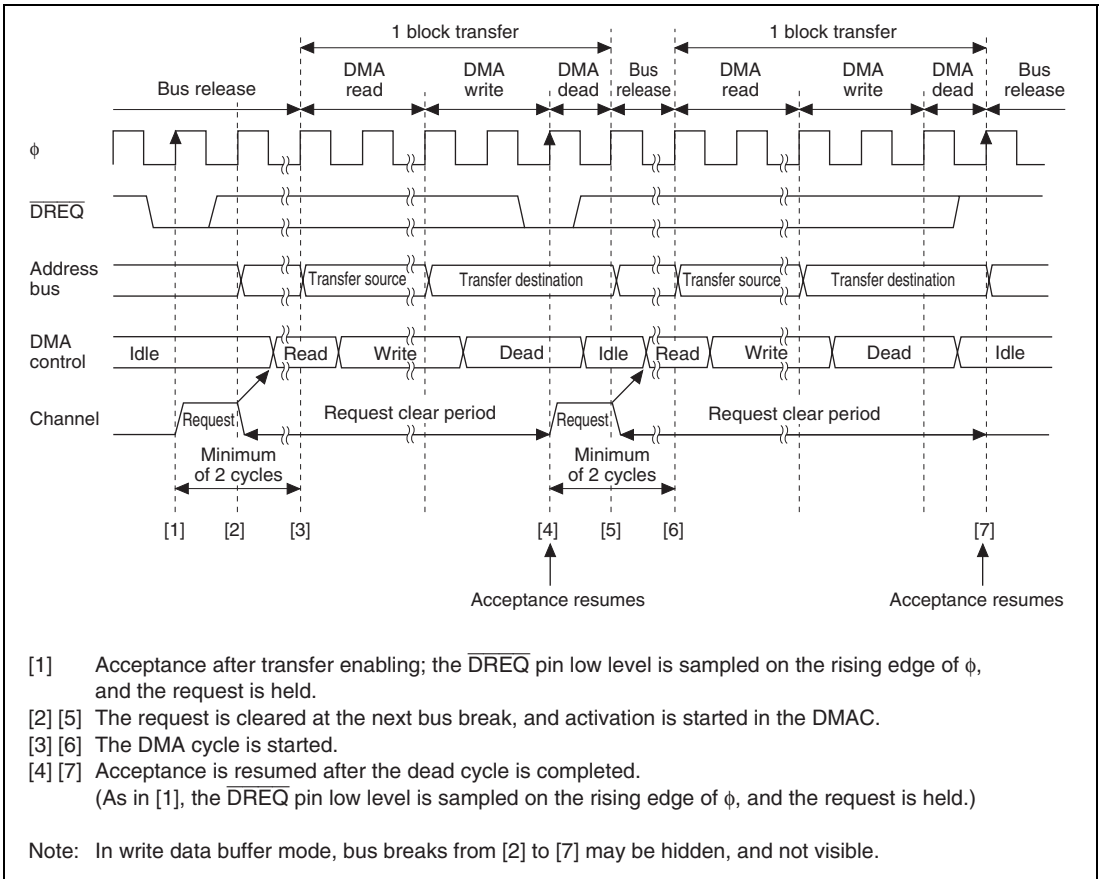 1 block transfer 1 block transfer
Bus release DMA read DMA write DMA dead Bus release DMA read DMA write DMA dead Bus release
φ
DREQ
Address bus Transfer source Transfer destination Transfer source Transfer destination
DMA control Idle Read Write Dead Idle Read Write Dead Idle
Channel Request Request clear period Request Request clear period
Minimum of 2 cycles Minimum of 2 cycles
[1] [2] [3] [4] [5] [6] [7]
Acceptance resumes Acceptance resumes
[1] Acceptance after transfer enabling; the DREQ pin low level is sampled on the rising edge of φ,
and the request is held.
[2] [5] The request is cleared at the next bus break, and activation is started in the DMAC.
[3] [6] The DMA cycle is started.
[4] [7] Acceptance is resumed after the dead cycle is completed.
(As in [1], the DREQ pin low level is sampled on the rising edge of φ, and the request is held.)
Note: In write data buffer mode, bus breaks from [2] to [7] may be hidden, and not visible.